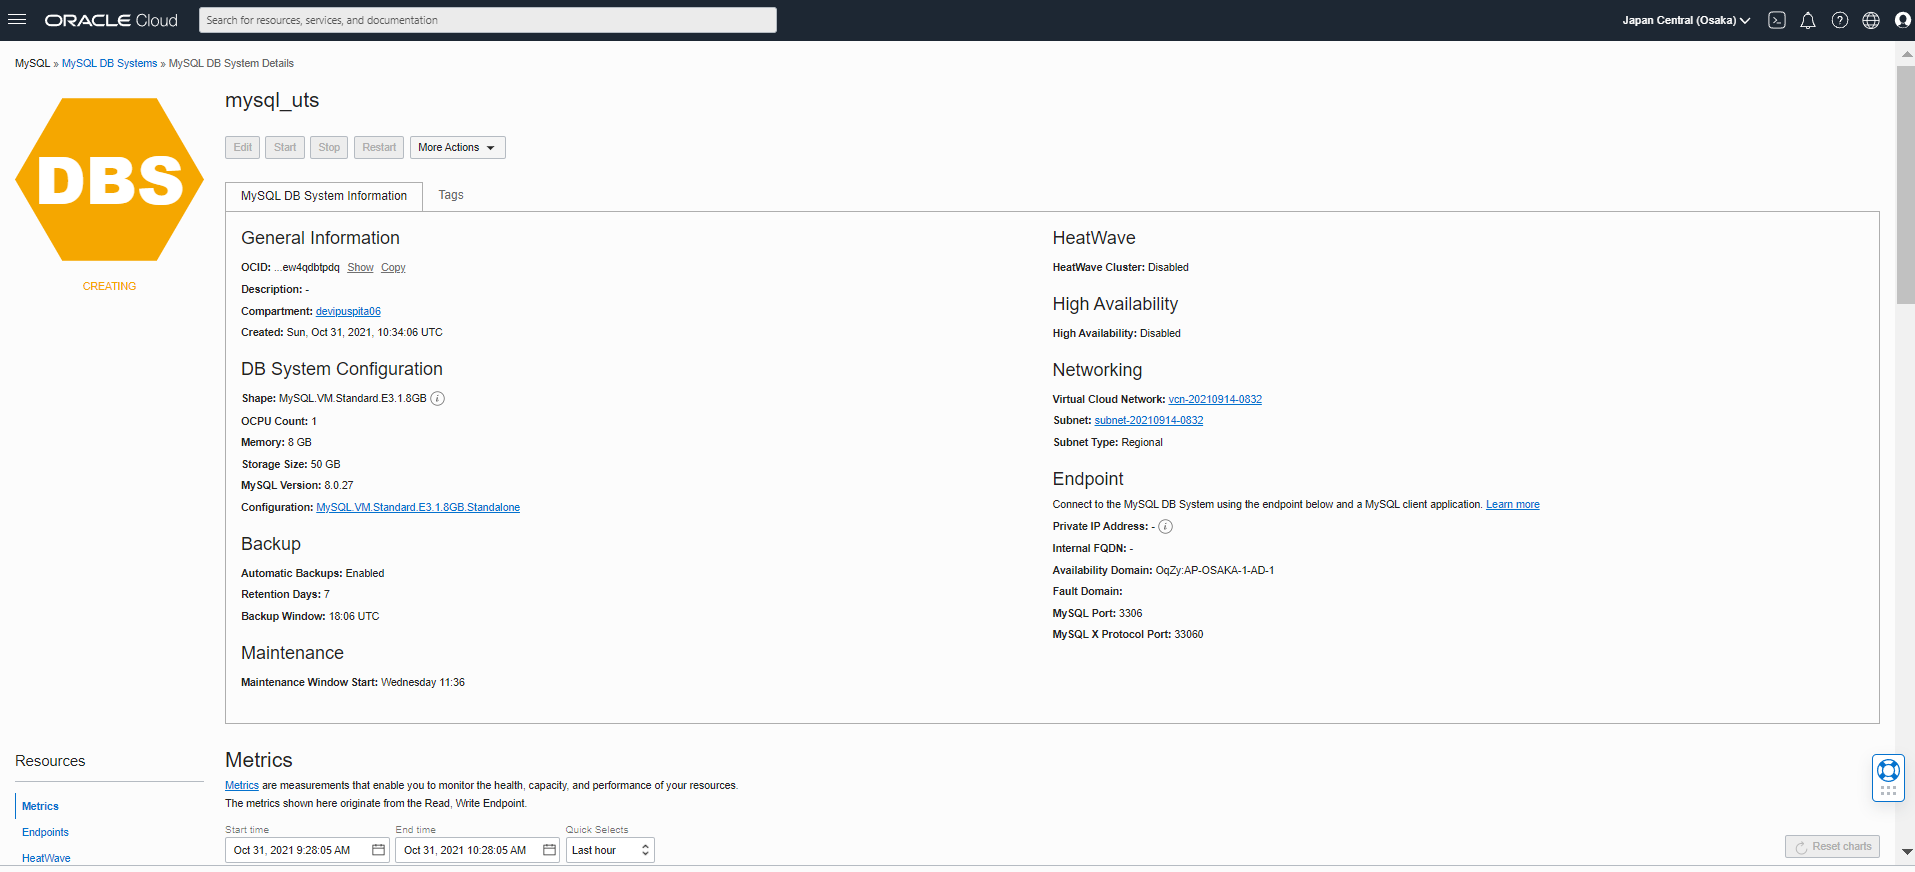 ORACLE Cloud
Search for resources, services, and documentation
Japan Central (Osaka)
MySQL » MySQL DB Systems » MySQL DB System Details
DBS
CREATING
mysql_uts
Edit Start Stop Restart More Actions
MySQL DB System Information Tags
General Information
OCID: ...ew4qdbtpdq Show Copy
Description: -
Compartment: devipuspita06
Created: Sun, Oct 31, 2021, 10:34:06 UTC
DB System Configuration
Shape: MySQL.VM.Standard.E3.1.8GB
OCPU Count: 1
Memory: 8 GB
Storage Size: 50 GB
MySQL Version: 8.0.27
Configuration: MySQL.VM.Standard.E3.1.8GB.Standalone
Backup
Automatic Backups: Enabled
Retention Days: 7
Backup Window: 18:06 UTC
Maintenance
Maintenance Window Start: Wednesday 11:36
HeatWave
HeatWave Cluster: Disabled
High Availability
High Availability: Disabled
Networking
Virtual Cloud Network: vcn-20210914-0832
Subnet: subnet-20210914-0832
Subnet Type: Regional
Endpoint
Connect to the MySQL DB System using the endpoint below and a MySQL client application. Learn more
Private IP Address: -
Internal FQDN: -
Availability Domain: OqZy:AP-OSAKA-1-AD-1
Fault Domain:
MySQL Port: 3306
MySQL X Protocol Port: 33060
Resources
Metrics
Endpoints
HeatWave
Metrics
Metrics are measurements that enable you to monitor the health, capacity, and performance of your resources.
The metrics shown here originate from the Read, Write Endpoint.
Start time End time Quick Selects
Oct 31, 2021 9:28:05 AM Oct 31, 2021 10:28:05 AM Last hour
Reset charts